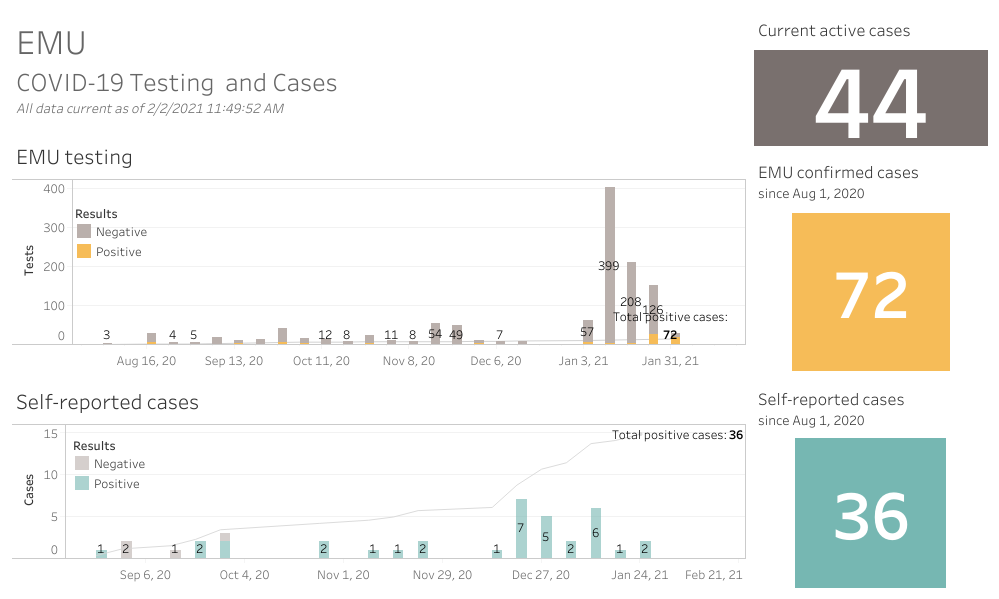 EMU
COVID-19 Testing and Cases
All data current as of 2/2/2021 11:49:52 AM
Current active cases
44
EMU confirmed cases
since Aug 1, 2020
72
Self-reported cases
since Aug 1, 2020
36
EMU testing
Tests
400
300
200
100
0
Results
Negative
Positive
3
4
5
12
8
11
8
54
49
7
57
399
208
126
Total positive cases:
72
Aug 16, 20
Sep 13, 20
Oct 11, 20
Nov 8, 20
Dec 6, 20
Jan 3, 21
Jan 31, 21
Self-reported cases
Cases
15
10
5
0
Results
Negative
Positive
Total positive cases: 36
1
2
1
2
2
1
1
2
1
7
5
2
6
1
2
Sep 6, 20
Oct 4, 20
Nov 1, 20
Nov 29, 20
Dec 27, 20
Jan 24, 21
Feb 21, 21